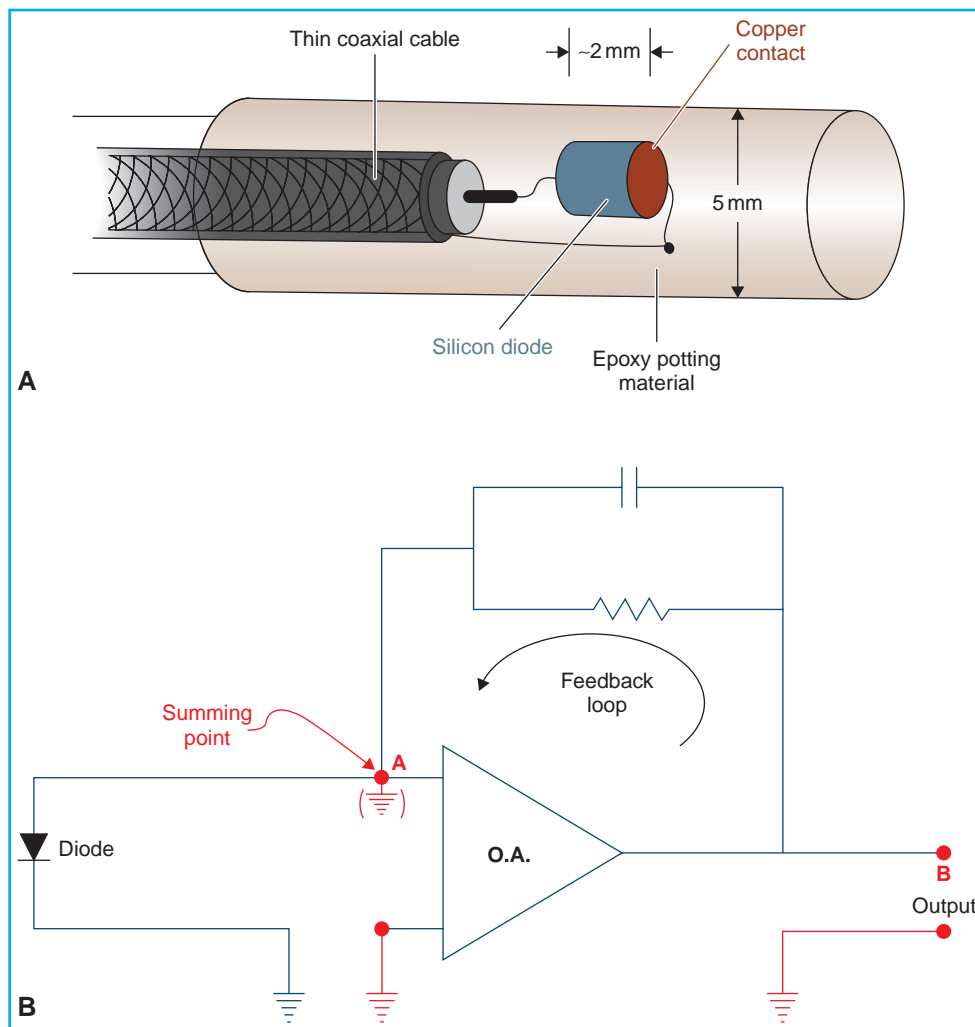 Thin coaxial cable
~2 mm
Copper
contact
5 mm
Silicon diode
Epoxy potting
material
A
Feedback
loop
Summing
point
A
( )
Diode
O.A.
B
Output
B